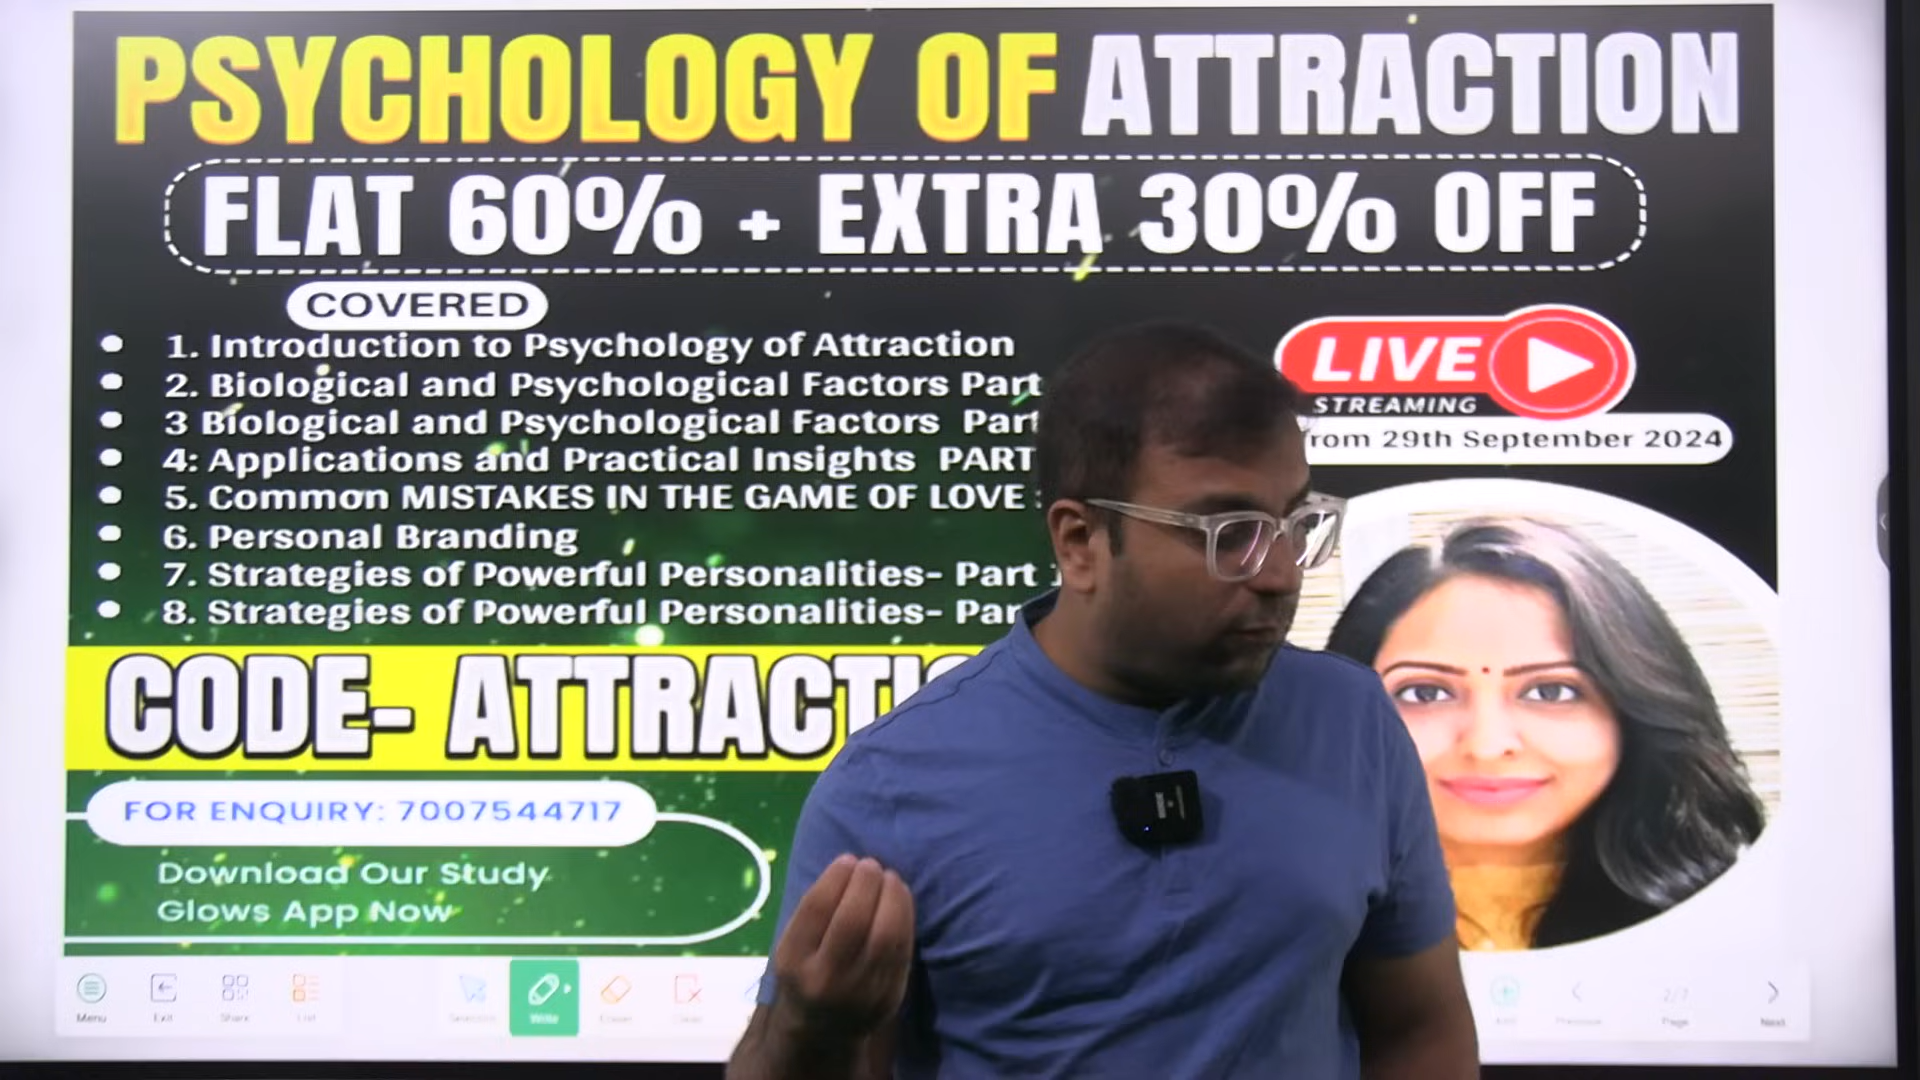 PSYCHOLOGY OF ATTRACTION
FLAT 60% + EXTRA 30% OFF
COVERED
1. Introduction to Psychology of Attraction
2. Biological and Psychological Factors Part
3 Biological and Psychological Factors Part
4: Applications and Practical Insights PART
5. Common MISTAKES IN THE GAME OF LOVE :
6. Personal Branding
7. Strategies of Powerful Personalities- Part
8. Strategies of Powerful Personalities- Par
LIVE
STREAMING
rom 29th September 2024
CODE- ATTRACTI
FOR ENQUIRY: 7007544717
Download Our Study
Glows App Now
Menu Exit Share List Write Eraser Clear 2/7
Page Next